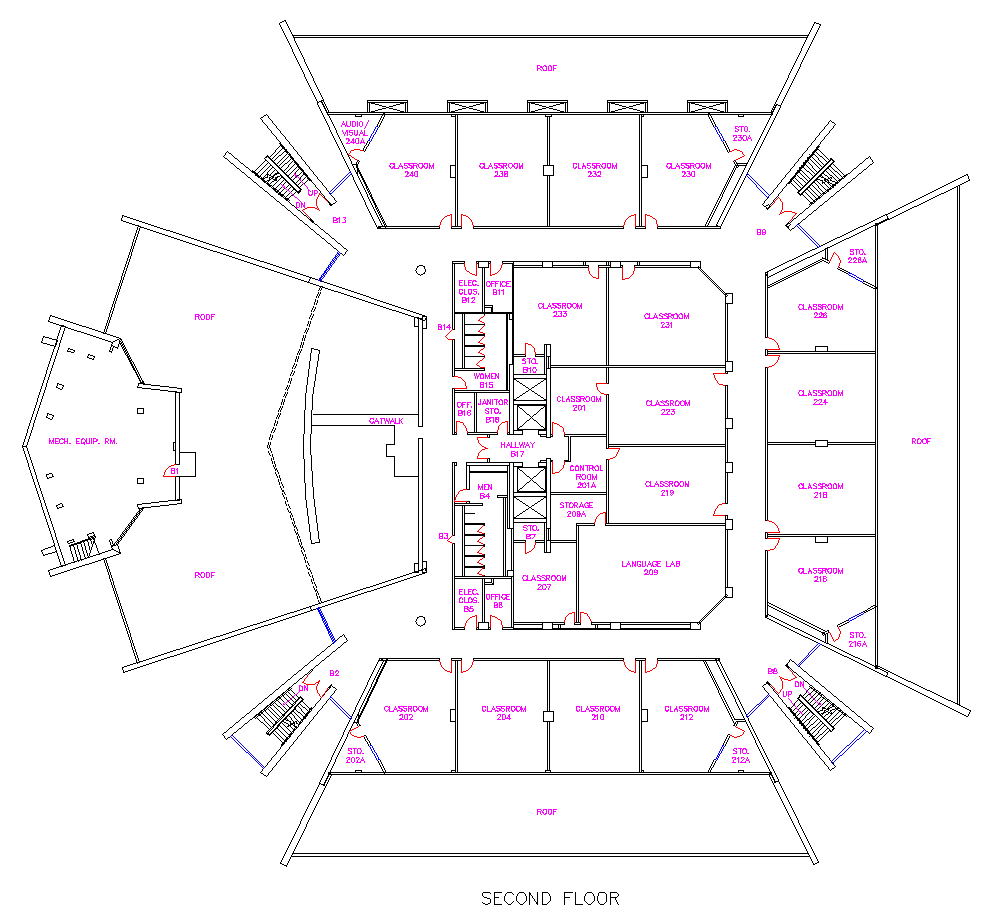 ROOF
AUDIO/
VISUAL
240A
STO.
230A
CLASSROOM
240
CLASSROOM
238
CLASSROOM
232
CLASSROOM
230
UP
DN
B13
B9
STO.
226A
ELEC.
CLOS.
B12
OFFICE
B11
CLASSROOM
233
CLASSROOM
231
CLASSROOM
226
ROOF
B14
STO.
B10
WOMEN
B15
CLASSROOM
224
OFF.
B16
JANITOR
STO.
B18
CLASSROOM
201
CLASSROOM
223
CATWALK
MECH. EQUIP. RM.
B1
HALLWAY
B17
ROOF
CONTROL
ROOM
201A
CLASSROOM
219
CLASSROOM
218
MEN
B4
STORAGE
209A
B3
STO.
B7
CLASSROOM
207
LANGUAGE LAB
209
CLASSROOM
216
ROOF
ELEC.
CLOS.
B5
OFFICE
B6
STO.
216A
B2
DN
B8
DN
UP
CLASSROOM
202
CLASSROOM
204
CLASSROOM
210
CLASSROOM
212
STO.
202A
STO.
212A
ROOF
SECOND FLOOR